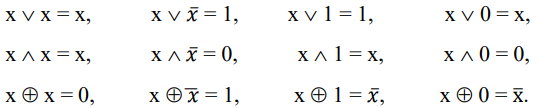 x ∨ x = x, x ∨ x̄ = 1, x ∨ 1 = 1, x ∨ 0 = x,
x ∧ x = x, x ∧ x̄ = 0, x ∧ 1 = x, x ∧ 0 = 0,
x ⊕ x = 0, x ⊕ x̄ = 1, x ⊕ 1 = x̄, x ⊕ 0 = x̄.